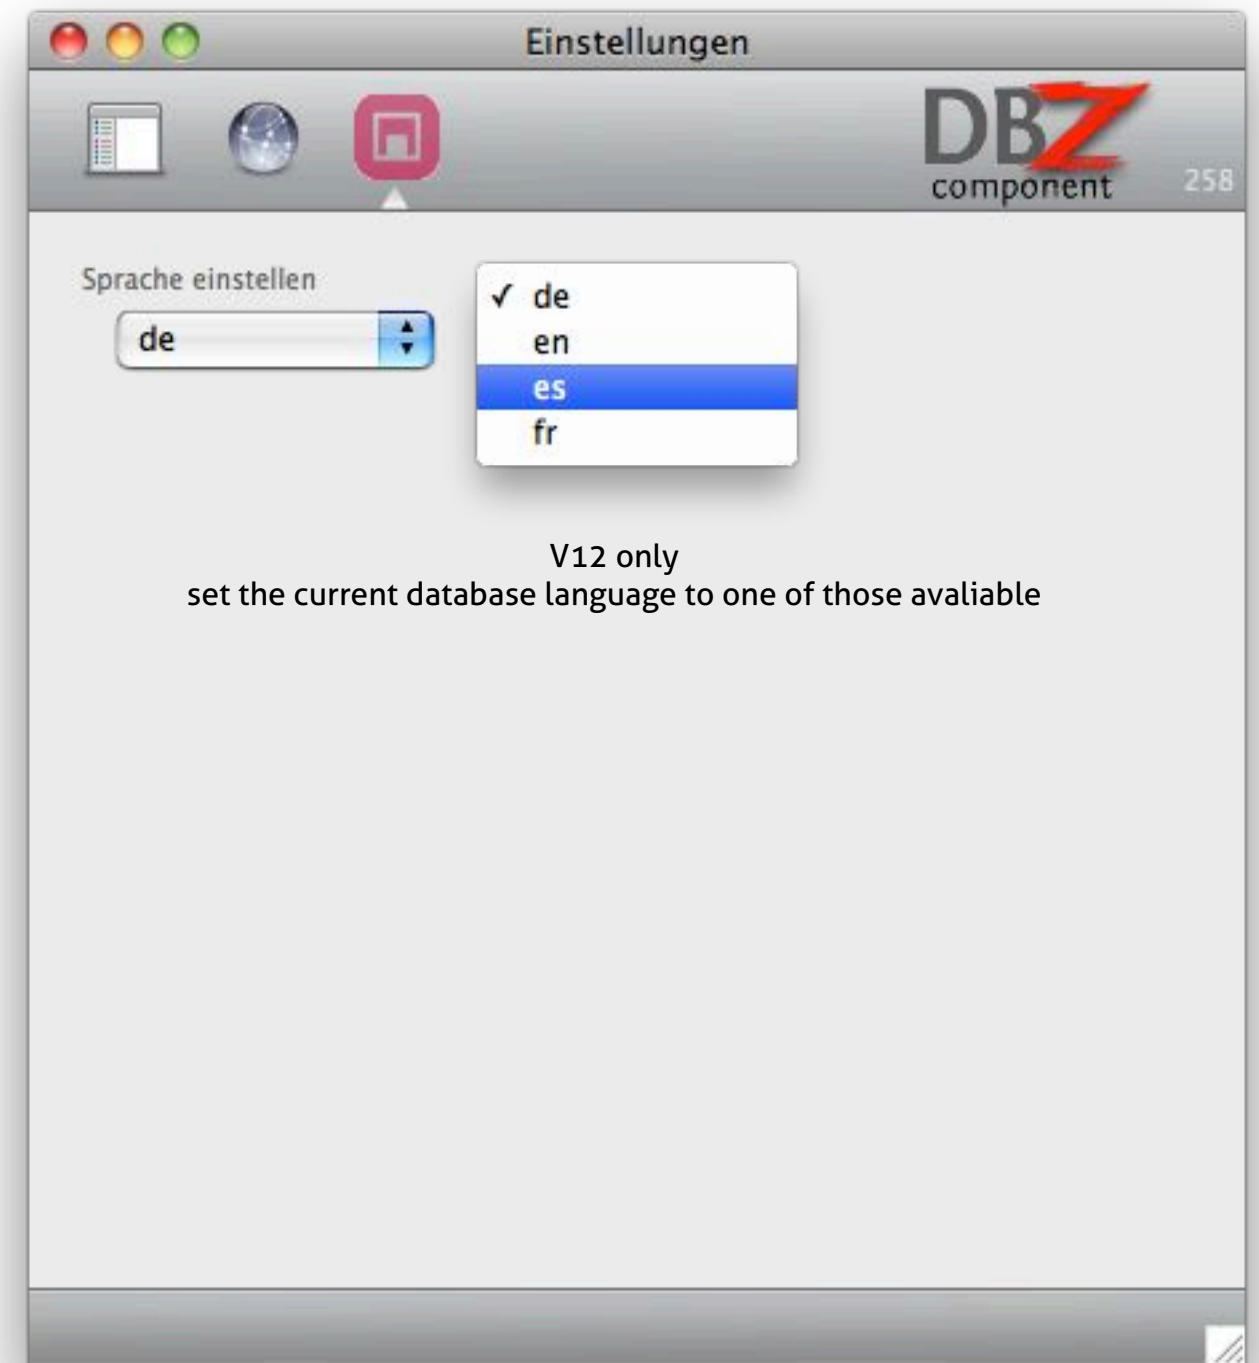 Einstellungen
DBZ
component
258
Sprache einstellen
de
✓ de
en
es
fr
V12 only
set the current database language to one of those avaliable